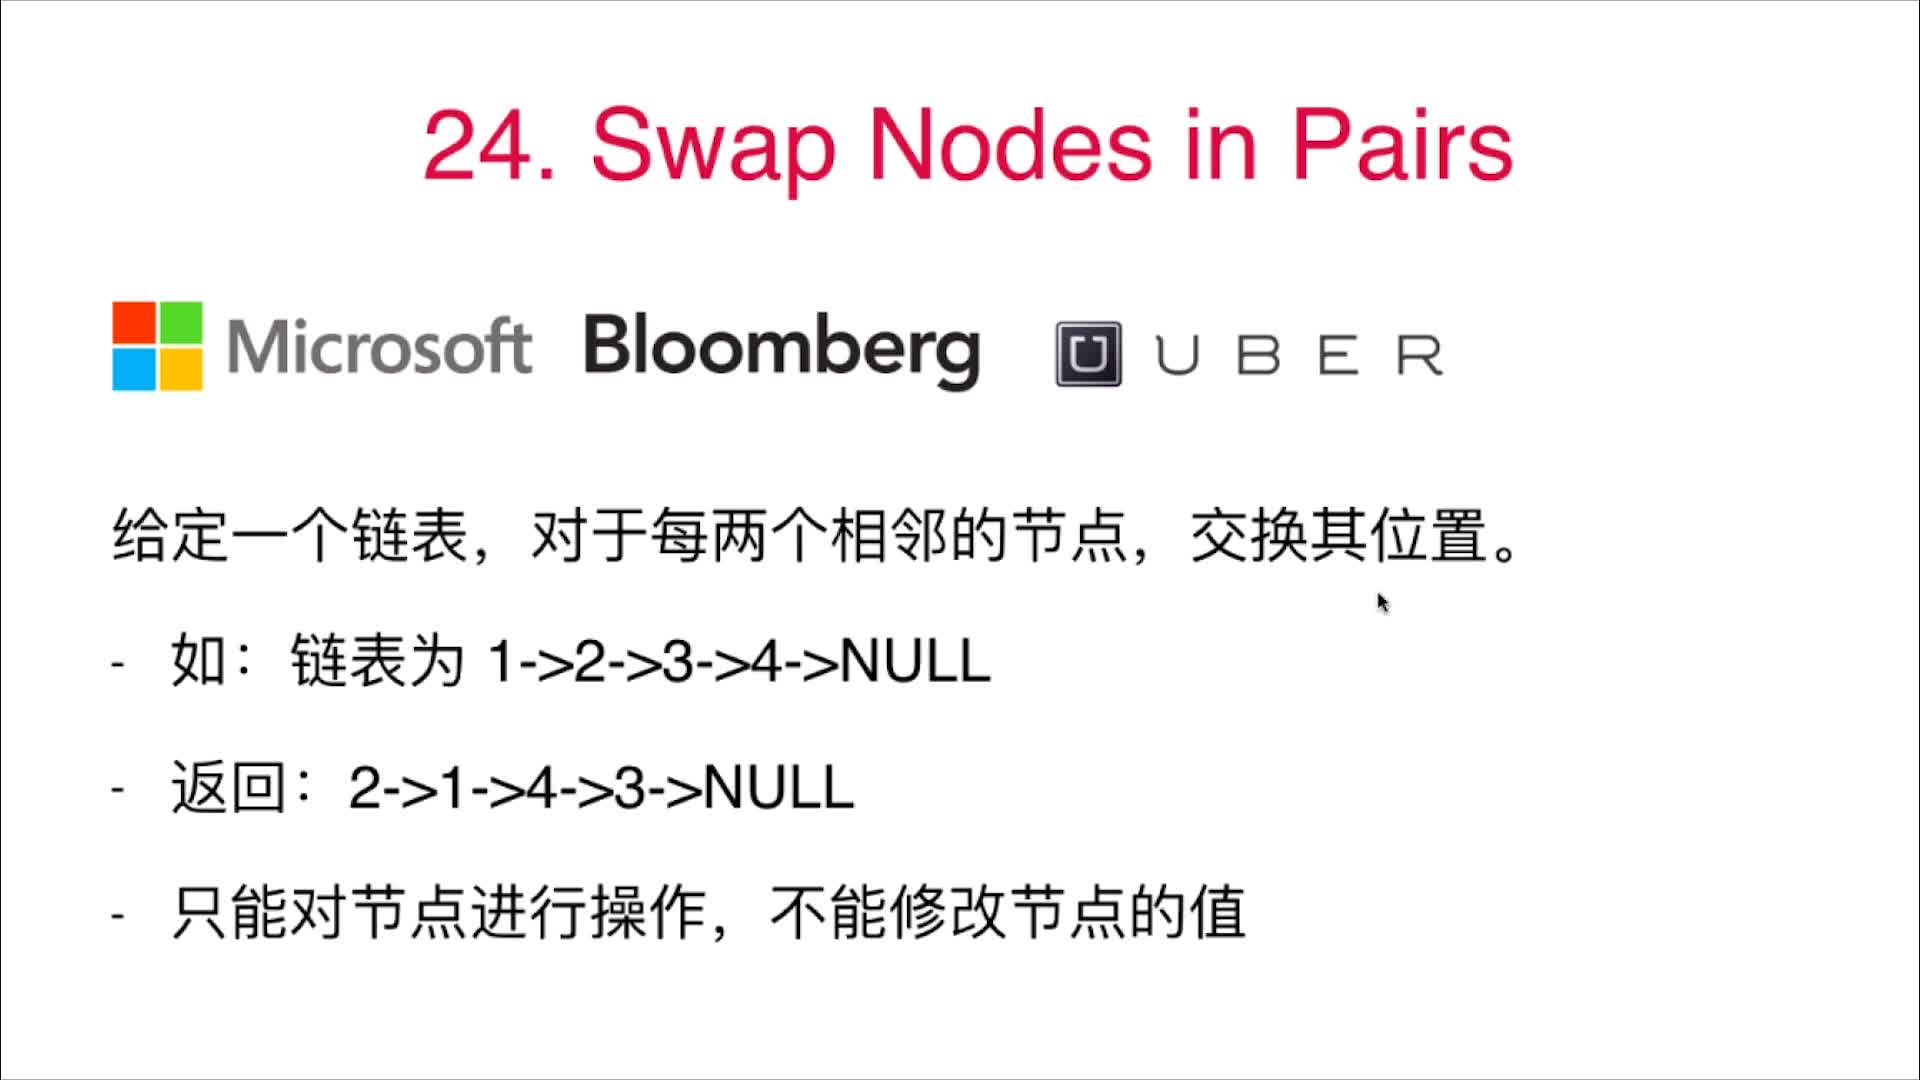 24. Swap Nodes in Pairs
Microsoft Bloomberg UBER
给定一个链表，对于每两个相邻的节点，交换其位置。
- 如：链表为 1->2->3->4->NULL
- 返回：2->1->4->3->NULL
- 只能对节点进行操作，不能修改节点的值